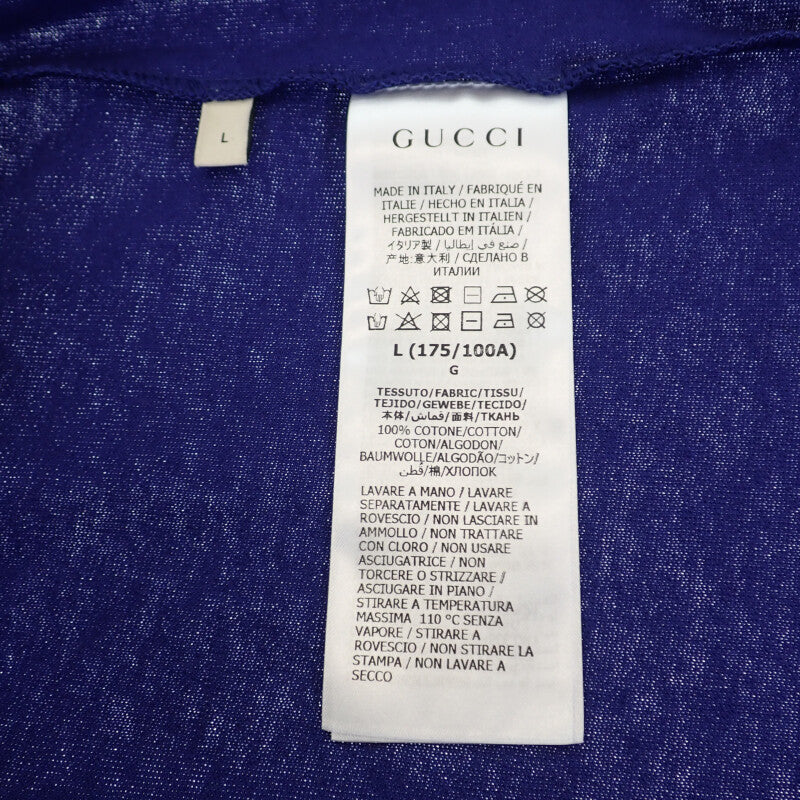 L
GUCCI
MADE IN ITALY / FABRIQUÉ EN
ITALIE / HECHO EN ITALIA /
HERGESTELLT IN ITALIEN /
FABRICADO EM ITÁLIA /
イタリア製 / صنع في إيطاليا /
产地:意大利 / СДЕЛАНО В
ИТАЛИИ
L (175/100A)
G
TESSUTO/FABRIC/TISSU/
TEJIDO/GEWEBE/TECIDO/
本体/قماش/面料/ТКАНЬ
100% COTONE/COTTON/
COTON/ALGODON/
BAUMWOLLE/ALGODÃO/コットン/
قطن/棉/ХЛОПОК
LAVARE A MANO / LAVARE
SEPARATAMENTE / LAVARE A
ROVESCIO / NON LASCIARE IN
AMMOLLO / NON TRATTARE
CON CLORO / NON USARE
ASCIUGATRICE / NON
TORCERE O STRIZZARE /
ASCIUGARE IN PIANO /
STIRARE A TEMPERATURA
MASSIMA 110 °C SENZA
VAPORE / STIRARE A
ROVESCIO / NON STIRARE LA
STAMPA / NON LAVARE A
SECCO